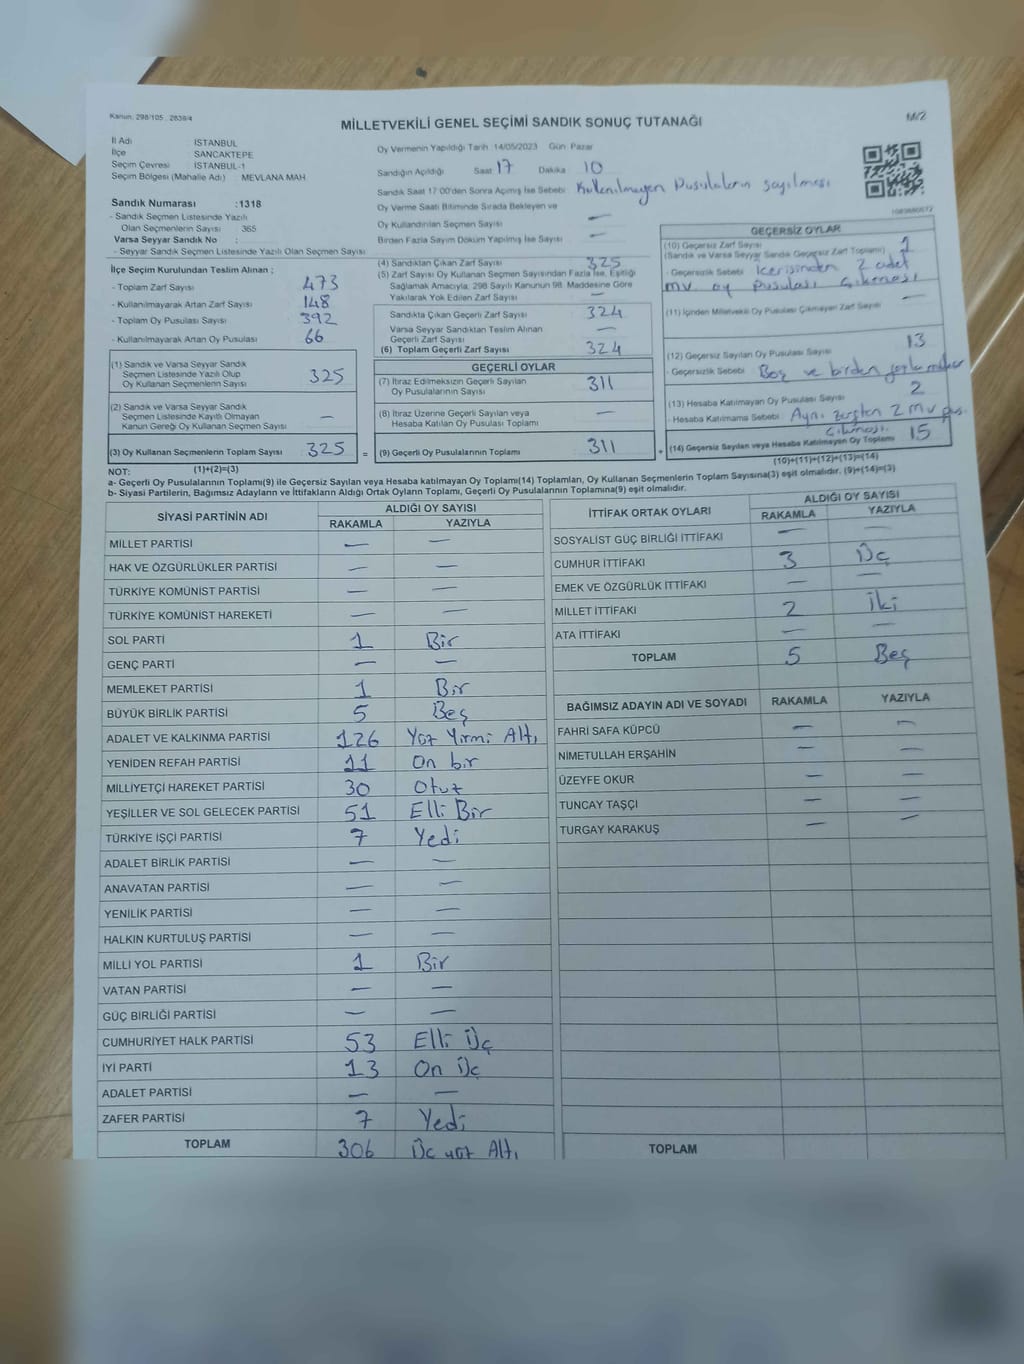 Kanun: 298/105 , 2839/4
M/2
MİLLETVEKİLİ GENEL SEÇİMİ SANDIK SONUÇ TUTANAĞI
İl Adı : İSTANBUL
İlçe : SANCAKTEPE
Seçim Çevresi : İSTANBUL-1
Seçim Bölgesi (Mahalle Adı) : MEVLANA MAH.
Sandık Numarası :1318
- Sandık Seçmen Listesinde Yazılı
Olan Seçmenlerin Sayısı : 365
Varsa Seyyar Sandık No :
- Seyyar Sandık Seçmen Listesinde Yazılı Olan Seçmen Sayısı :
Oy Vermenin Yapıldığı Tarih :14/05/2023 Gün :Pazar
Sandığın Açıldığı Saat 17 Dakika 10
Sandık Saat 17:00'den Sonra Açımış İse Sebebi: Kullanılmayan Pusulaların sayılması
Oy Verme Saati Bitiminde Sırada Bekleyen ve
Oy Kullandırılan Seçmen Sayısı : —
Birden Fazla Sayım Döküm Yapılmış İse Sayısı : —
İlçe Seçim Kurulundan Teslim Alınan ;
- Toplam Zarf Sayısı : 473
- Kullanılmayarak Artan Zarf Sayısı : 148
- Toplam Oy Pusulası Sayısı : 392
- Kullanılmayarak Artan Oy Pusulası : 66
(4) Sandıktan Çıkan Zarf Sayısı : 325
(5) Zarf Sayısı Oy Kullanan Seçmen Sayısından Fazla İse, Eşitliği
Sağlamak Amacıyla, 298 Sayılı Kanunun 98. Maddesine Göre
Yakılarak Yok Edilen Zarf Sayısı : —
Sandıkta Çıkan Geçerli Zarf Sayısı : 324
Varsa Seyyar Sandıktan Teslim Alınan
Geçerli Zarf Sayısı : —
(6) Toplam Geçerli Zarf Sayısı : 324
GEÇERLİ OYLAR
(7) İtiraz Edilmeksizin Geçerli Sayılan
Oy Pusulalarının Sayısı : 311
(8) İtiraz Üzerine Geçerli Sayılan veya
Hesaba Katılan Oy Pusulası Toplamı : —
(9) Geçerli Oy Pusulalarının Toplamı : 311
(1) Sandık ve Varsa Seyyar Sandık
Seçmen Listesinde Yazılı Olup
Oy Kullanan Seçmenlerin Sayısı : 325
(2) Sandık ve Varsa Seyyar Sandık
Seçmen Listesinde Kayıtlı Olmayan
Kanun Gereği Oy Kullanan Seçmen Sayısı : —
(3) Oy Kullanan Seçmenlerin Toplam Sayısı : 325 =
GEÇERSİZ OYLAR
(10) Geçersiz Zarf Sayısı 1
(Sandık ve Varsa Seyyar Sandık Geçersiz Zarf Toplamı) :
- Geçersizlik Sebebi : İçerisinden 2 adet
mv oy pusulası çıkması
(11) İçinden Milletvekili Oy Pusulası Çıkmayan Zarf Sayısı : —
(12) Geçersiz Sayılan Oy Pusulası Sayısı : 13
- Geçersizlik Sebebi : Boş ve birden
(13) Hesaba Katılmayan Oy Pusulası Sayısı : 2
- Hesaba Katılmama Sebebi : Aynı zarftan 2 mv pus.
çıkması.
(14) Geçersiz Sayılan veya Hesaba Katılmayan Oy Toplamı : 15
NOT: (1)+(2)=(3)
(10)+(11)+(12)+(13)=(14)
a- Geçerli Oy Pusulalarının Toplamı(9) ile Geçersiz Sayılan veya Hesaba katılmayan Oy Toplamı(14) Toplamları, Oy Kullanan Seçmenlerin Toplam Sayısına(3) eşit olmalıdır. (9)+(14)=(3)
b- Siyasi Partilerin, Bağımsız Adayların ve İttifakların Aldığı Ortak Oyların Toplamı, Geçerli Oy Pusulalarının Toplamına(9) eşit olmalıdır.
SİYASİ PARTİNİN ADI ALDIĞI OY SAYISI
RAKAMLA YAZIYLA
MİLLET PARTİSİ — —
HAK VE ÖZGÜRLÜKLER PARTİSİ — —
TÜRKİYE KOMÜNİST PARTİSİ — —
TÜRKİYE KOMÜNİST HAREKETİ — —
SOL PARTİ 1 Bir
GENÇ PARTİ — —
MEMLEKET PARTİSİ 1 Bir
BÜYÜK BİRLİK PARTİSİ 5 Beş
ADALET VE KALKINMA PARTİSİ 126 Yüz Yirmi Altı
YENİDEN REFAH PARTİSİ 11 On bir
MİLLİYETÇİ HAREKET PARTİSİ 30 Otuz
YEŞİLLER VE SOL GELECEK PARTİSİ 51 Elli Bir
TÜRKİYE İŞÇİ PARTİSİ 7 Yedi
ADALET BİRLİK PARTİSİ — —
ANAVATAN PARTİSİ — —
YENİLİK PARTİSİ — —
HALKIN KURTULUŞ PARTİSİ — —
MİLLİ YOL PARTİSİ 1 Bir
VATAN PARTİSİ — —
GÜÇ BİRLİĞİ PARTİSİ — —
CUMHURİYET HALK PARTİSİ 53 Elli Üç
İYİ PARTİ 13 On Üç
ADALET PARTİSİ — —
ZAFER PARTİSİ 7 Yedi
TOPLAM 306 Üç yüz Altı
İTTİFAK ORTAK OYLARI ALDIĞI OY SAYISI
RAKAMLA YAZIYLA
SOSYALİST GÜÇ BİRLİĞİ İTTİFAKI — —
CUMHUR İTTİFAKI 3 Üç
EMEK VE ÖZGÜRLÜK İTTİFAKI — —
MİLLET İTTİFAKI 2 İki
ATA İTTİFAKI — —
TOPLAM 5 Beş
BAĞIMSIZ ADAYIN ADI VE SOYADI RAKAMLA YAZIYLA
FAHRİ SAFA KÜPCÜ — —
NİMETULLAH ERŞAHİN — —
ÜZEYFE OKUR — —
TUNCAY TAŞÇI — —
TURGAY KARAKUŞ — —
TOPLAM